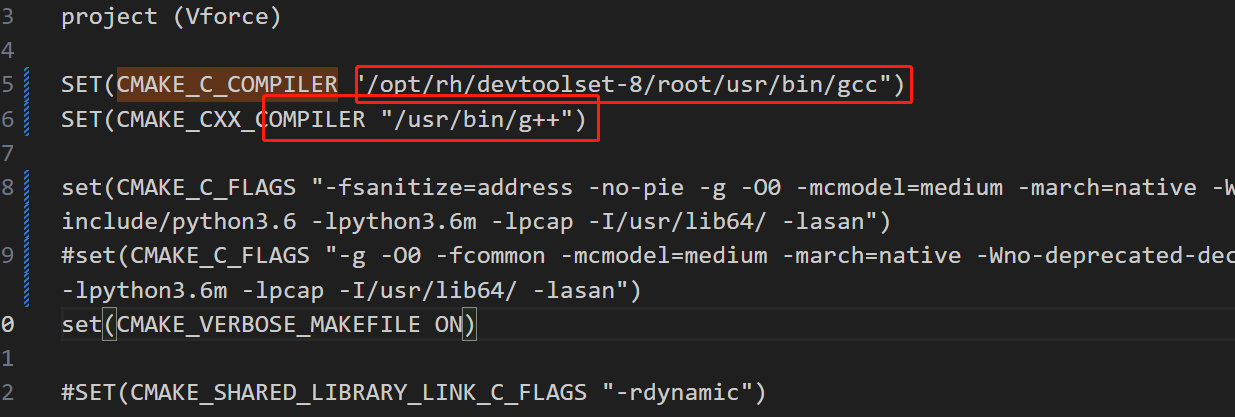 3 project (Vforce)
4
5 SET(CMAKE_C_COMPILER "/opt/rh/devtoolset-8/root/usr/bin/gcc")
6 SET(CMAKE_CXX_COMPILER "/usr/bin/g++")
7
8 set(CMAKE_C_FLAGS "-fsanitize=address -no-pie -g -O0 -mcmodel=medium -march=native -W
include/python3.6 -lpython3.6m -lpcap -I/usr/lib64/ -lasan")
9 #set(CMAKE_C_FLAGS "-g -O0 -fcommon -mcmodel=medium -march=native -Wno-deprecated-dec
-lpython3.6m -lpcap -I/usr/lib64/ -lasan")
0 set(CMAKE_VERBOSE_MAKEFILE ON)
1
2 #SET(CMAKE_SHARED_LIBRARY_LINK_C_FLAGS "-rdynamic")